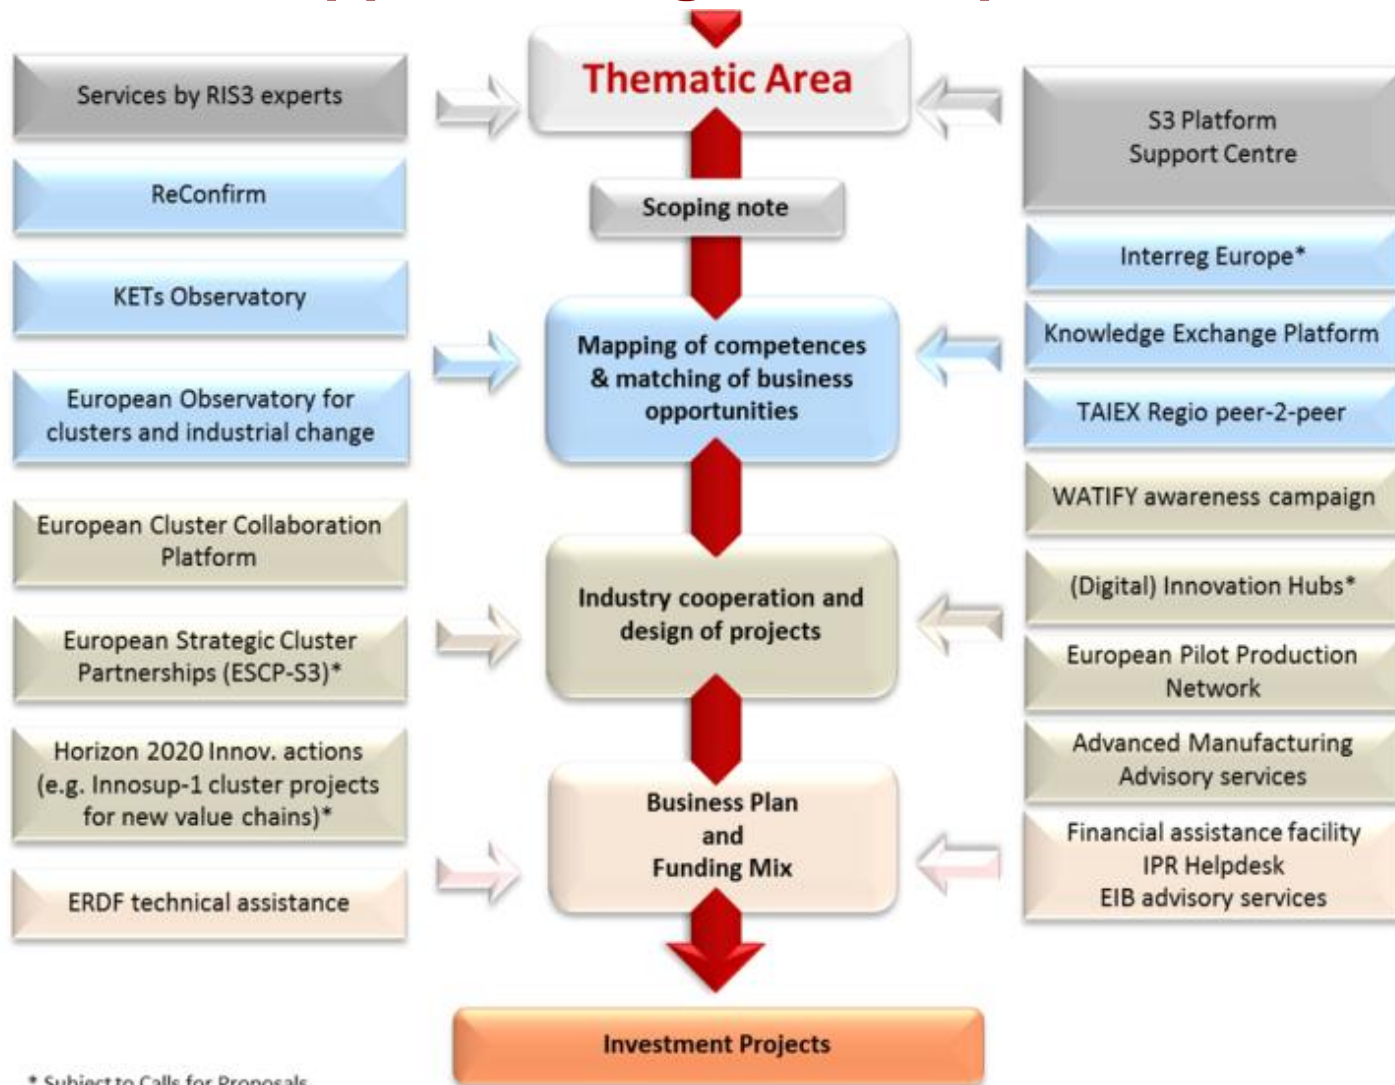 Thematic Area
Services by RIS3 experts
S3 Platform
Support Centre
ReConfirm
Scoping note
Interreg Europe*
KETs Observatory
Mapping of competences
& matching of business
opportunities
Knowledge Exchange Platform
European Observatory for
clusters and industrial change
TAIEX Regio peer-2-peer
European Cluster Collaboration
Platform
WATIFY awareness campaign
Industry cooperation and
design of projects
(Digital) Innovation Hubs*
European Strategic Cluster
Partnerships (ESCP-S3)*
European Pilot Production
Network
Horizon 2020 Innov. actions
(e.g. Innosup-1 cluster projects
for new value chains)*
Advanced Manufacturing
Advisory services
Business Plan
and
Funding Mix
Financial assistance facility
IPR Helpdesk
EIB advisory services
ERDF technical assistance
Investment Projects
* Subject to Calls for Proposals